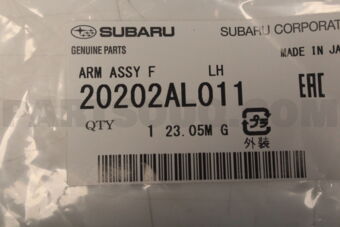 SUBARU SUBARU CORPORAT
GENUINE PARTS MADE IN JA
ARM ASSY F LH
20202AL011 EAC
QTY 1 23.05M G
外装